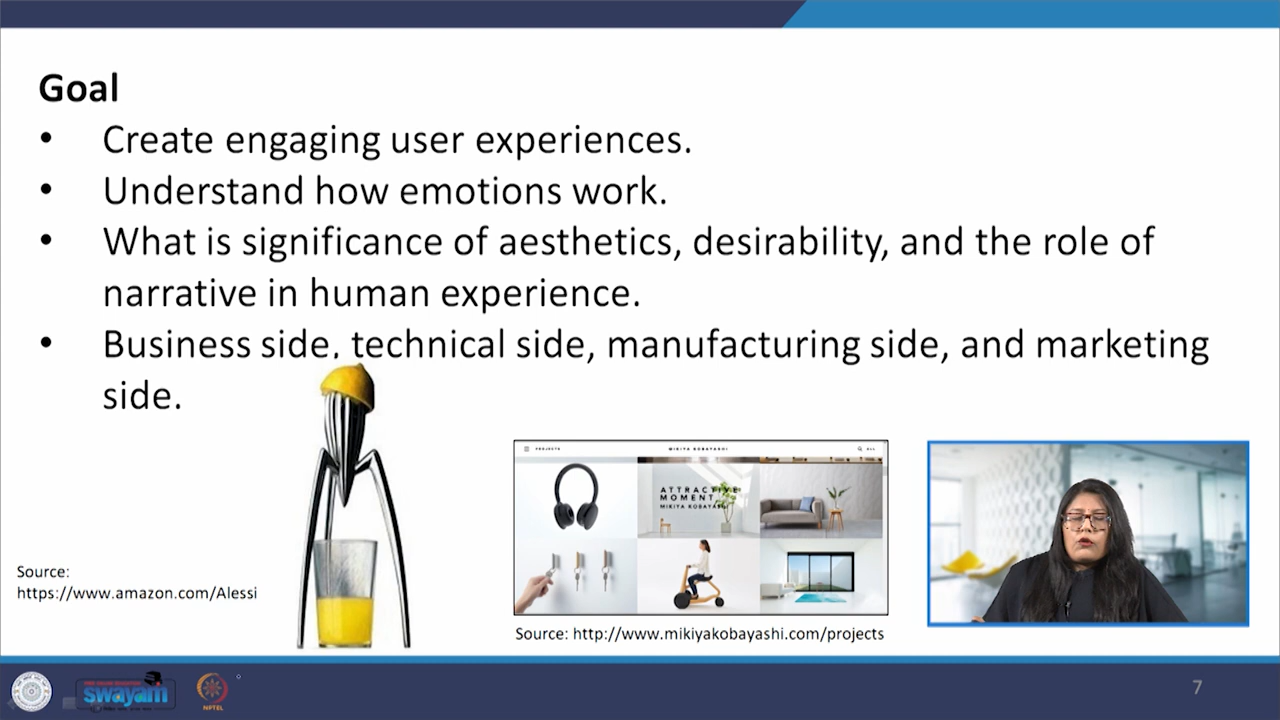 Goal
• Create engaging user experiences.
• Understand how emotions work.
• What is significance of aesthetics, desirability, and the role of
narrative in human experience.
• Business side, technical side, manufacturing side, and marketing
side.
PROJECTS
MIKIYA KOBAYASHI
ATTRACTIVE
MOMENT
MIKIYA KOBAYASHI
Source:
https://www.amazon.com/Alessi
Source: http://www.mikiyakobayashi.com/projects
swayam
NPTEL
7